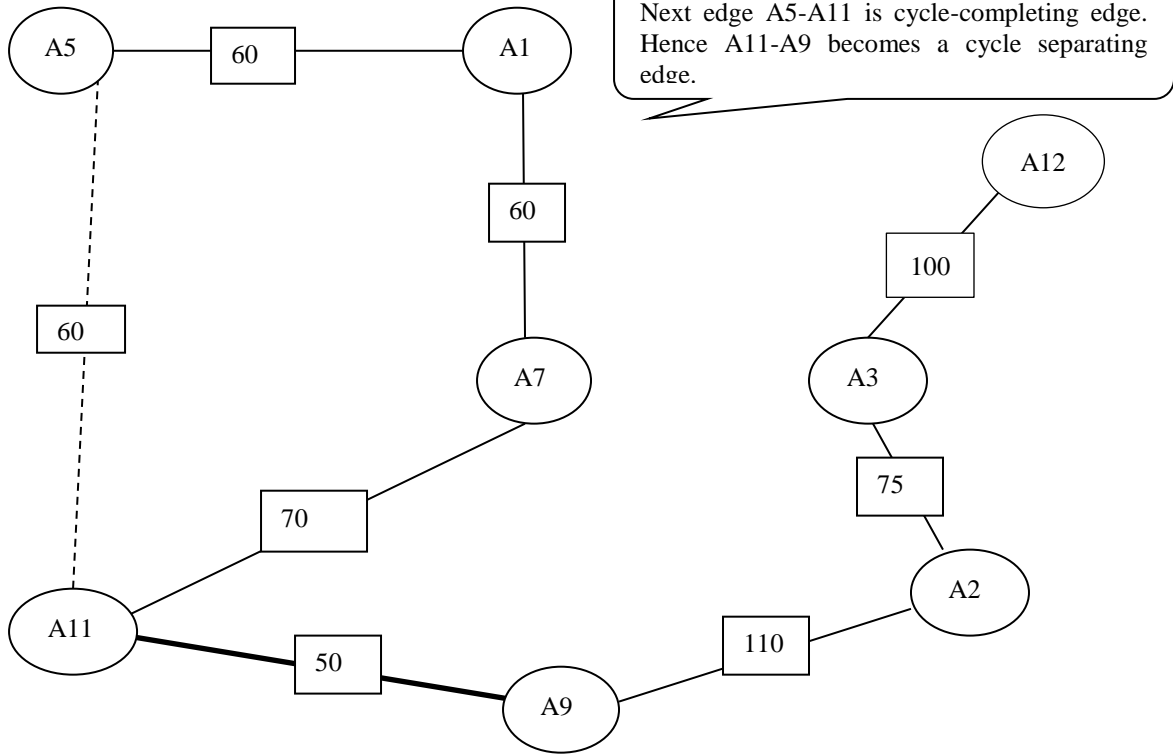 Next edge A5-A11 is cycle-completing edge.
Hence A11-A9 becomes a cycle separating
edge.
A5
60
A1
A12
60
100
60
A7
A3
75
70
A2
A11
50
110
A9